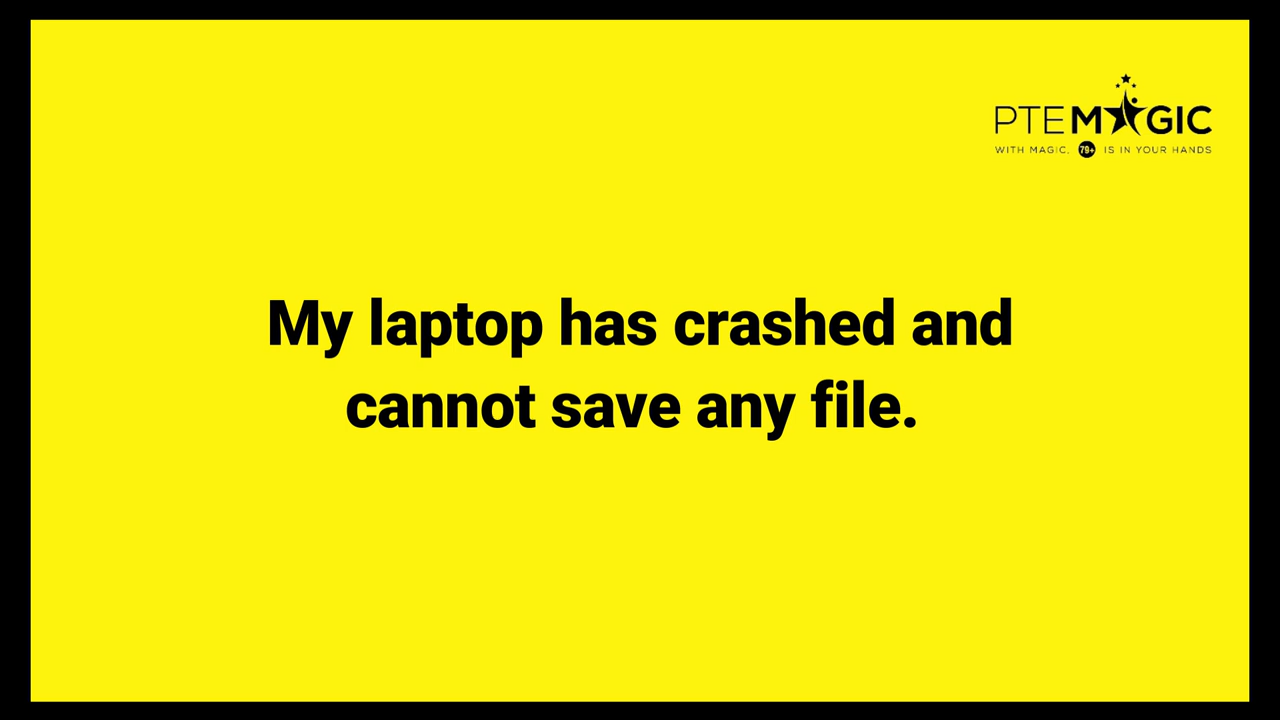 PTEMAGIC
WITH MAGIC, 79+ IS IN YOUR HANDS
My laptop has crashed and
cannot save any file.